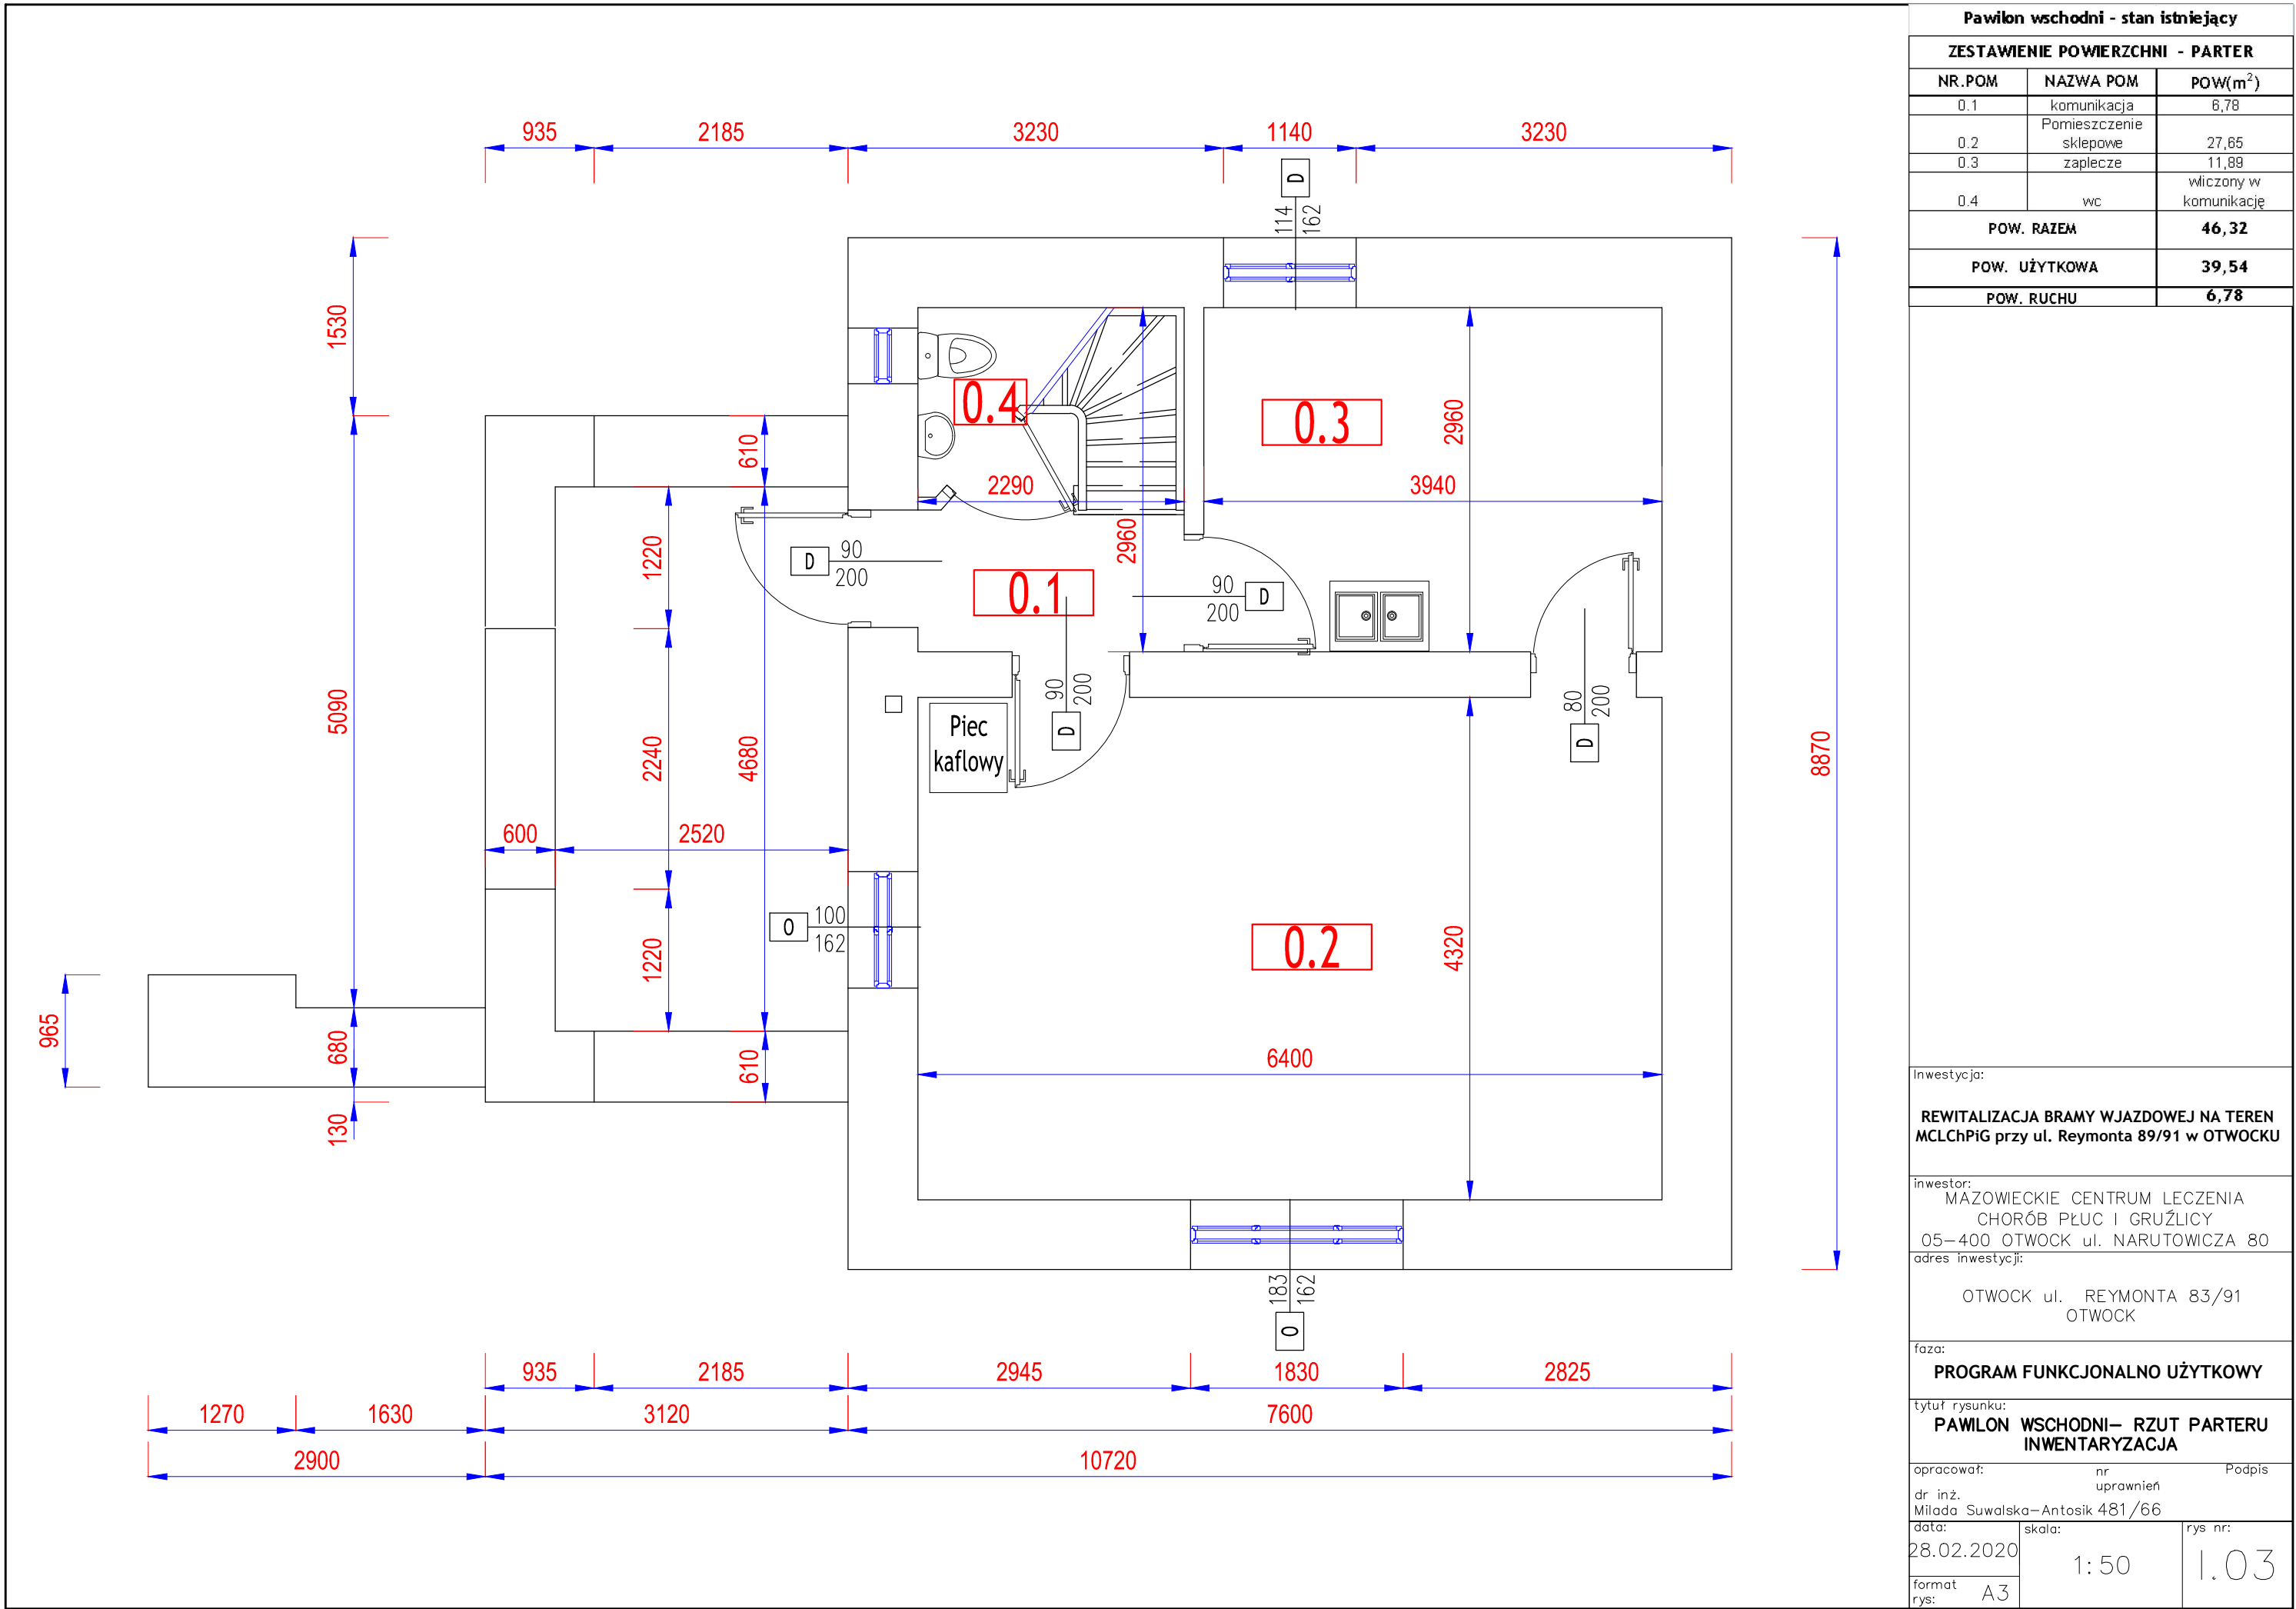 Pawilon wschodni - stan istniejący
ZESTAWIENIE POWIERZCHNI - PARTER
NR.POM NAZWA POM POW(m²)
0.1 komunikacja 6,78
0.2 Pomieszczenie sklepowe 27,65
0.3 zaplecze 11,89
0.4 wc wliczony w komunikację
POW. RAZEM 46,32
POW. UŻYTKOWA 39,54
POW. RUCHU 6,78
935 2185 3230 1140 3230
D
114
162
1530
610
0.4
0.3
2960
2290
3940
1220
2960
D 90
200
0.1
90
200 D
5090
2240
4680
Piec
kaflowy
90
200
D
80
200
D
8870
600 2520
O 100
162
1220
0.2
4320
965
680
610
6400
130
183
162
O
935 2185 2945 1830 2825
1270 1630 3120 7600
2900 10720
Inwestycja:
REWITALIZACJA BRAMY WJAZDOWEJ NA TEREN
MCLChPiG przy ul. Reymonta 89/91 w OTWOCKU
inwestor:
MAZOWIECKIE CENTRUM LECZENIA
CHORÓB PŁUC I GRUŹLICY
05-400 OTWOCK ul. NARUTOWICZA 80
adres inwestycji:
OTWOCK ul. REYMONTA 83/91
OTWOCK
faza:
PROGRAM FUNKCJONALNO UŻYTKOWY
tytuł rysunku:
PAWILON WSCHODNI– RZUT PARTERU
INWENTARYZACJA
opracował: nr uprawnień Podpis
dr inż.
Milada Suwalska-Antosik 481/66
data: skala: rys nr:
28.02.2020 1:50 I.03
format
rys: A3